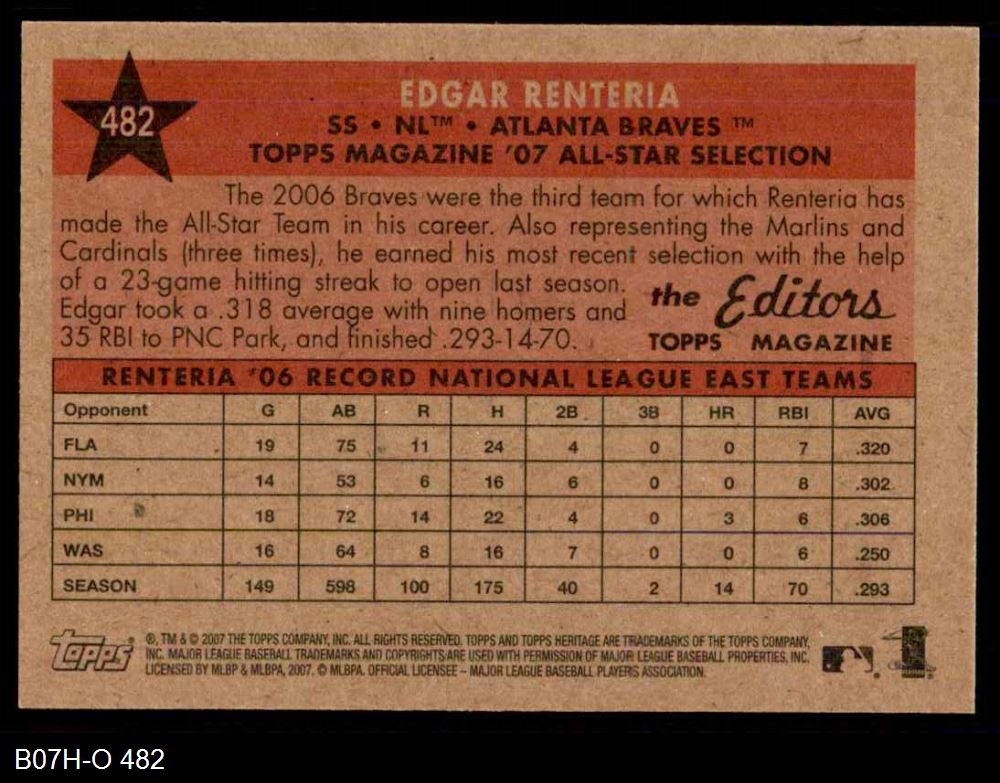 482
EDGAR RENTERIA
SS • NL™ • ATLANTA BRAVES ™
TOPPS MAGAZINE '07 ALL-STAR SELECTION
The 2006 Braves were the third team for which Renteria has
made the All-Star Team in his career. Also representing the Marlins and
Cardinals (three times), he earned his most recent selection with the help
of a 23-game hitting streak to open last season.
Edgar took a .318 average with nine homers and
35 RBI to PNC Park, and finished .293-14-70.
the Editors
TOPPS MAGAZINE
RENTERIA '06 RECORD NATIONAL LEAGUE EAST TEAMS
Opponent G AB R H 2B 3B HR RBI AVG
FLA 19 75 11 24 4 0 0 7 .320
NYM 14 53 6 16 6 0 0 8 .302
PHI 18 72 14 22 4 0 3 6 .306
WAS 16 64 8 16 7 0 0 6 .250
SEASON 149 598 100 175 40 2 14 70 .293
Topps
®, TM & © 2007 THE TOPPS COMPANY, INC. ALL RIGHTS RESERVED. TOPPS AND TOPPS HERITAGE ARE TRADEMARKS OF THE TOPPS COMPANY,
INC. MAJOR LEAGUE BASEBALL TRADEMARKS AND COPYRIGHTS ARE USED WITH PERMISSION OF MAJOR LEAGUE BASEBALL PROPERTIES, INC.
LICENSED BY MLBP & MLBPA, 2007. © MLBPA. OFFICIAL LICENSEE – MAJOR LEAGUE BASEBALL PLAYERS ASSOCIATION.
B07H-O 482